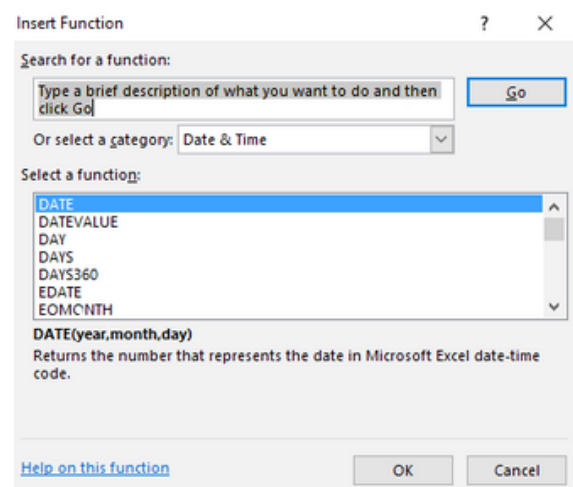 Insert Function ?
Search for a function:
Type a brief description of what you want to do and then
click Go
Go
Or select a category: Date & Time
Select a function:
DATE
DATEVALUE
DAY
DAYS
DAYS360
EDATE
EOMONTH
DATE(year,month,day)
Returns the number that represents the date in Microsoft Excel date-time
code.
Help on this function OK Cancel